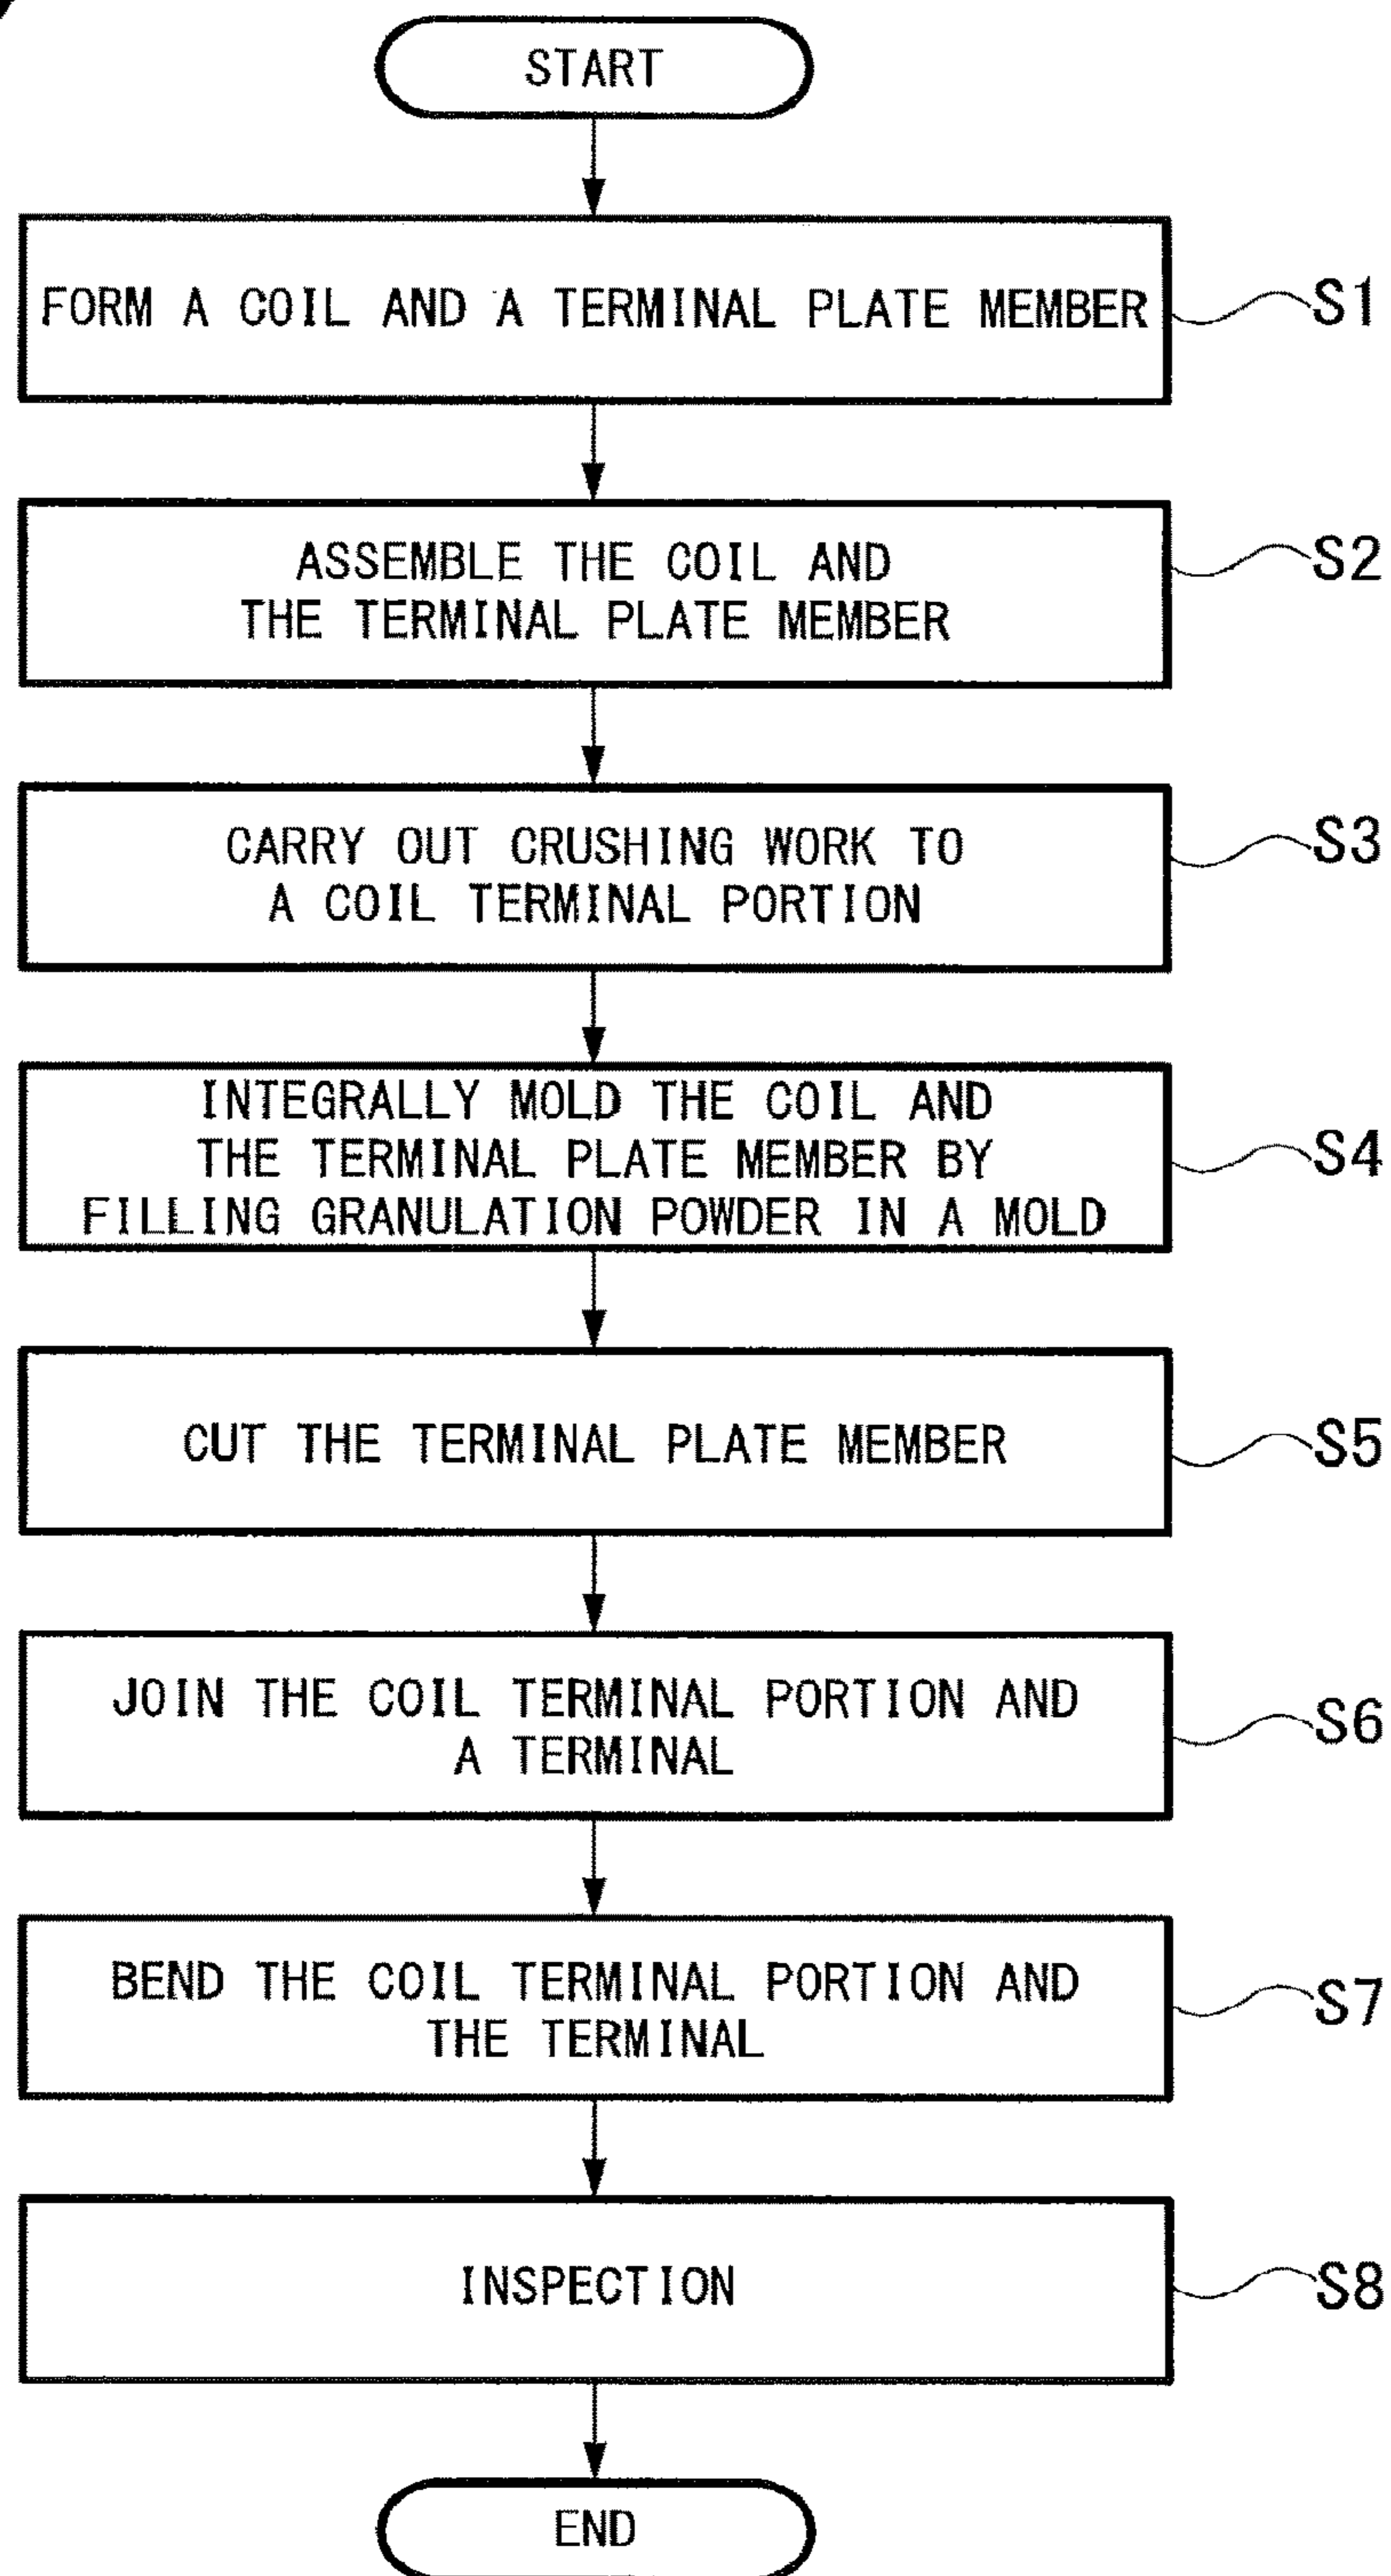 START
FORM A COIL AND A TERMINAL PLATE MEMBER
S1
ASSEMBLE THE COIL AND
THE TERMINAL PLATE MEMBER
S2
CARRY OUT CRUSHING WORK TO
A COIL TERMINAL PORTION
S3
INTEGRALLY MOLD THE COIL AND
THE TERMINAL PLATE MEMBER BY
FILLING GRANULATION POWDER IN A MOLD
S4
CUT THE TERMINAL PLATE MEMBER
S5
JOIN THE COIL TERMINAL PORTION AND
A TERMINAL
S6
BEND THE COIL TERMINAL PORTION AND
THE TERMINAL
S7
INSPECTION
S8
END